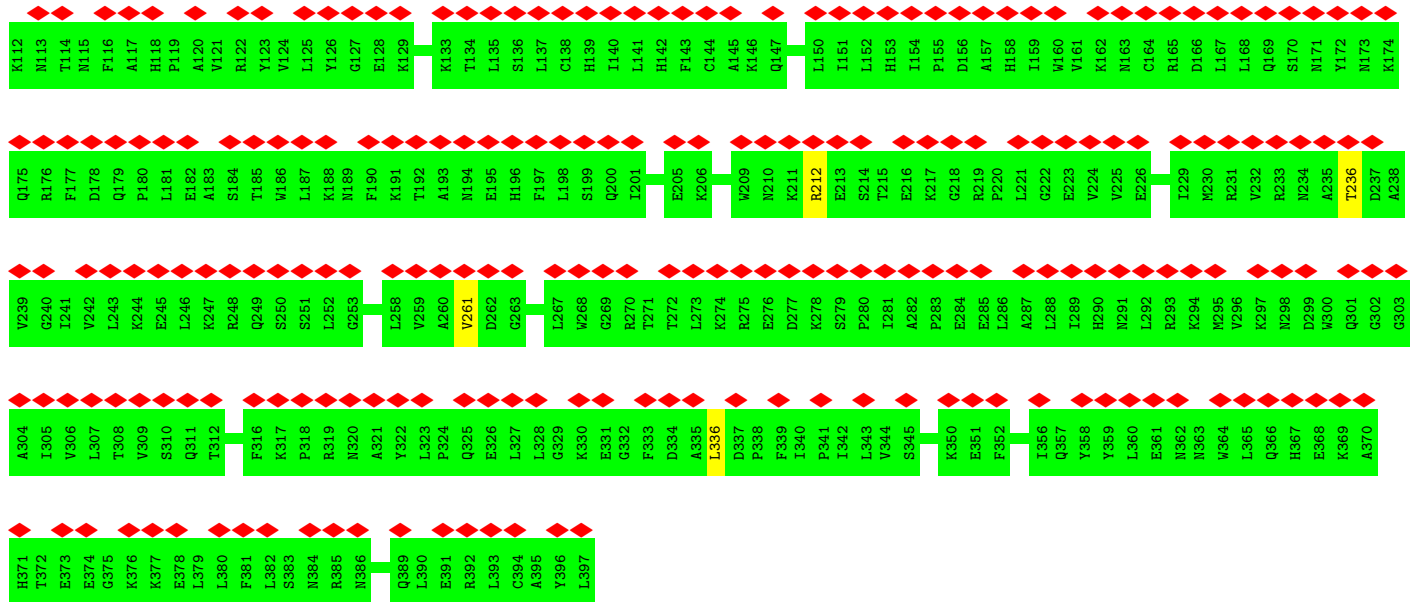 K112 N113 T114 N115 F116 A117 H118 P119 A120 V121 R122 Y123 V124 L125 Y126 G127 E128 K129 K133 T134 L135 S136 L137 C138 H139 I140 L141 H142 F143 C144 A145 K146 Q147 L150 I151 L152 H153 I154 P155 D156 A157 H158 I159 W160 V161 K162 N163 C164 R165 D166 L167 L168 Q169 S170 N171 Y172 N173 K174
Q175 R176 F177 D178 Q179 P180 L181 E182 A183 S184 T185 W186 L187 K188 N189 F190 K191 T192 A193 N194 E195 H196 F197 L198 S199 Q200 I201 E205 K206 W209 N210 K211 R212 E213 S214 T215 E216 K217 G218 R219 P220 L221 G222 E223 V224 V225 E226 I229 M230 R231 V232 R233 N234 A235 T236 D237 A238
V239 G240 I241 V242 L243 K244 E245 L246 K247 R248 Q249 S250 S251 L252 G253 L258 V259 A260 V261 D262 G263 L267 W268 G269 R270 T271 T272 L273 K274 R275 E276 D277 K278 S279 P280 I281 A282 P283 E284 E285 L286 A287 L288 I289 H290 N291 L292 R293 K294 M295 V296 K297 N298 D299 W300 Q301 G302 G303
A304 I305 V306 L307 T308 V309 S310 Q311 T312 F316 K317 P318 R319 N320 A321 Y322 L323 P324 Q325 E326 L327 L328 G329 K330 E331 G332 F333 D334 A335 L336 D337 P338 F339 I340 P341 I342 L343 V344 S345 K350 E351 F352 I356 Q357 Y358 Y359 L360 E361 N362 N363 W364 L365 Q366 H367 E368 K369 A370
H371 T372 E373 E374 G375 K376 K377 E378 L379 L380 F381 L382 S383 N384 R385 N386 Q389 L390 E391 R392 L393 C394 A395 Y396 L397